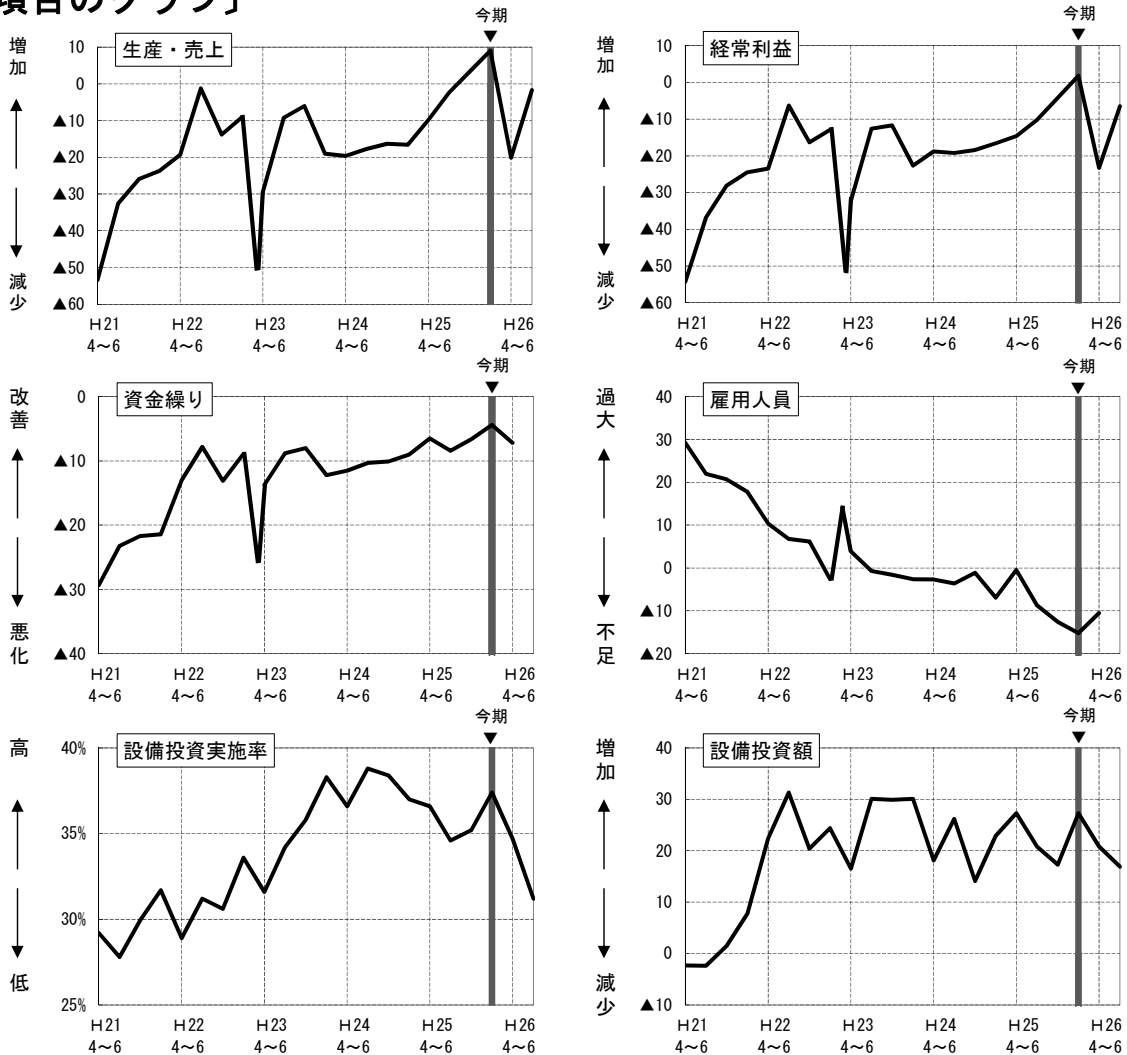 項目のグラフ」
今期
▼
増加
生産・売上
減少
10
0
▲10
▲20
▲30
▲40
▲50
▲60
H21 H22 H23 H24 H25 H26
4～6 4～6 4～6 4～6 4～6 4～6
今期
▼
増加
経常利益
減少
10
0
▲10
▲20
▲30
▲40
▲50
▲60
H21 H22 H23 H24 H25 H26
4～6 4～6 4～6 4～6 4～6 4～6
今期
▼
改善
資金繰り
悪化
0
▲10
▲20
▲30
▲40
H21 H22 H23 H24 H25 H26
4～6 4～6 4～6 4～6 4～6 4～6
今期
▼
過大
雇用人員
不足
40
30
20
10
0
▲10
▲20
H21 H22 H23 H24 H25 H26
4～6 4～6 4～6 4～6 4～6 4～6
今期
▼
高
設備投資実施率
低
40%
35%
30%
25%
H21 H22 H23 H24 H25 H26
4～6 4～6 4～6 4～6 4～6 4～6
今期
▼
増加
設備投資額
減少
40
30
20
10
0
▲10
H21 H22 H23 H24 H25 H26
4～6 4～6 4～6 4～6 4～6 4～6